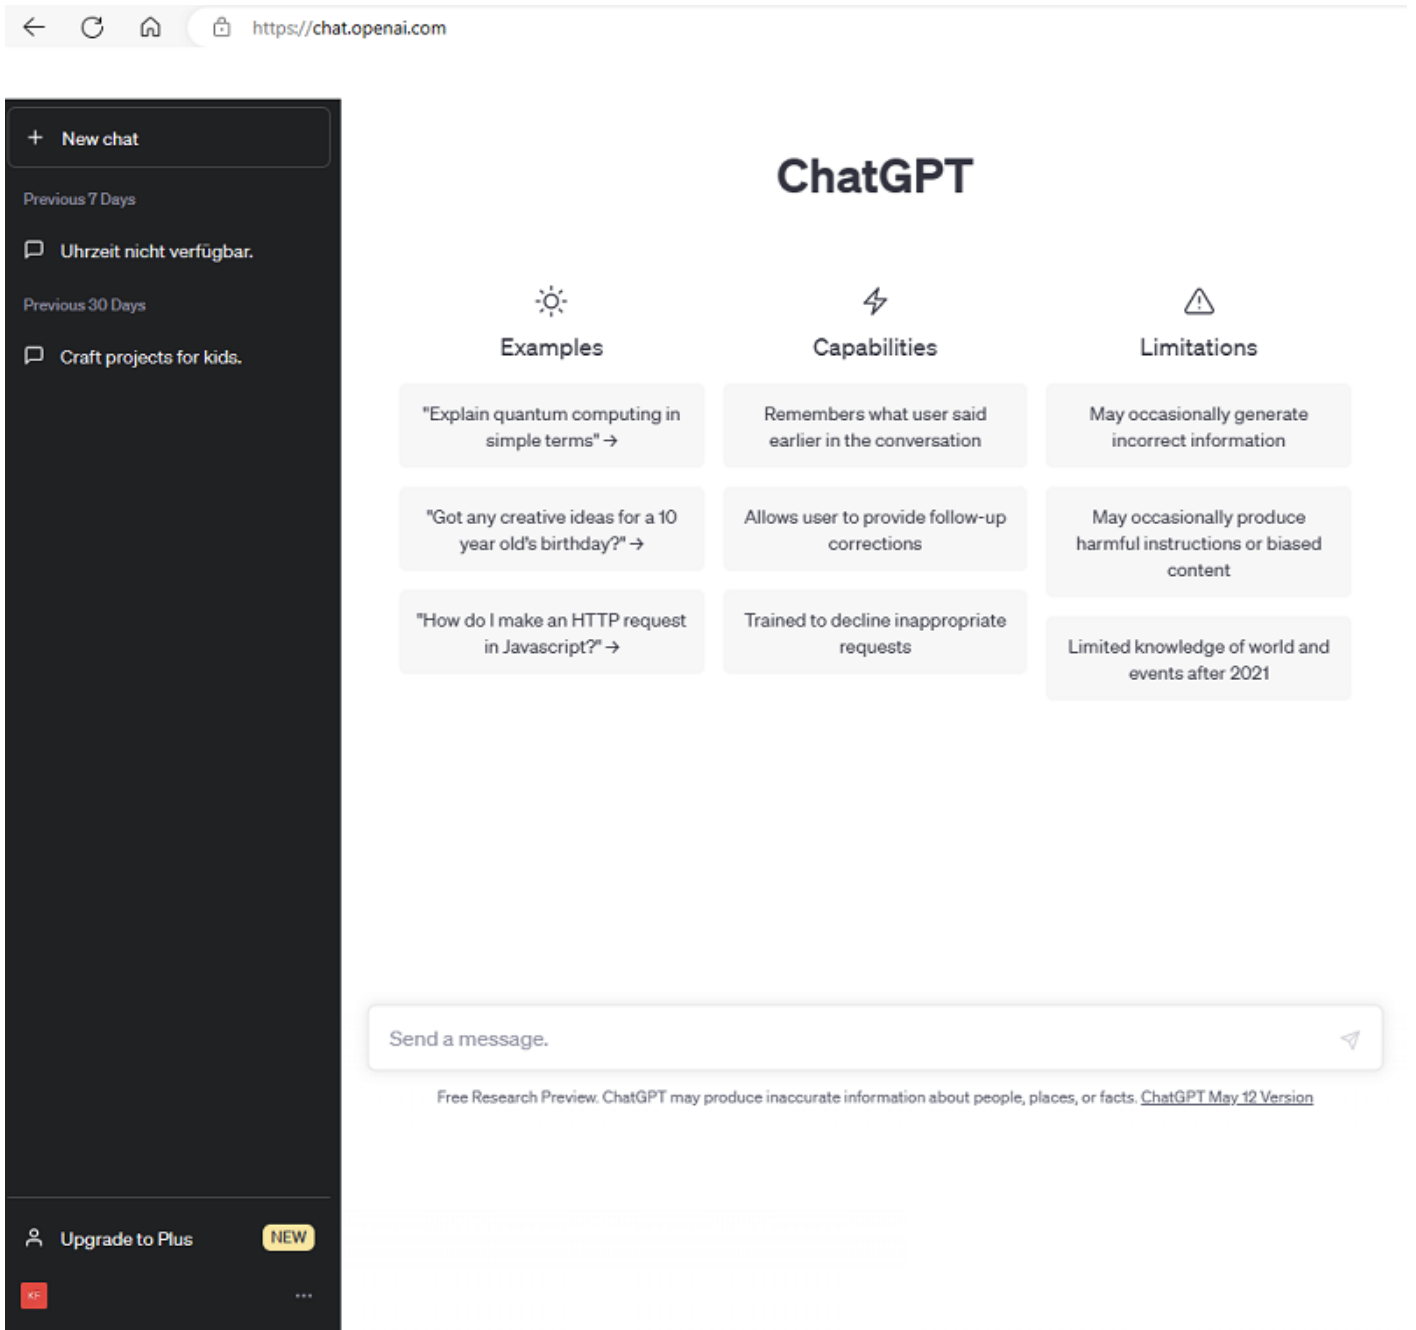 https://chat.openai.com
+ New chat
Previous 7 Days
Uhrzeit nicht verfügbar.
Previous 30 Days
Craft projects for kids.
ChatGPT
Examples
"Explain quantum computing in
simple terms" →
"Got any creative ideas for a 10
year old's birthday?" →
"How do I make an HTTP request
in Javascript?" →
Capabilities
Remembers what user said
earlier in the conversation
Allows user to provide follow-up
corrections
Trained to decline inappropriate
requests
Limitations
May occasionally generate
incorrect information
May occasionally produce
harmful instructions or biased
content
Limited knowledge of world and
events after 2021
Send a message.
Free Research Preview. ChatGPT may produce inaccurate information about people, places, or facts. ChatGPT May 12 Version
Upgrade to Plus NEW
KF